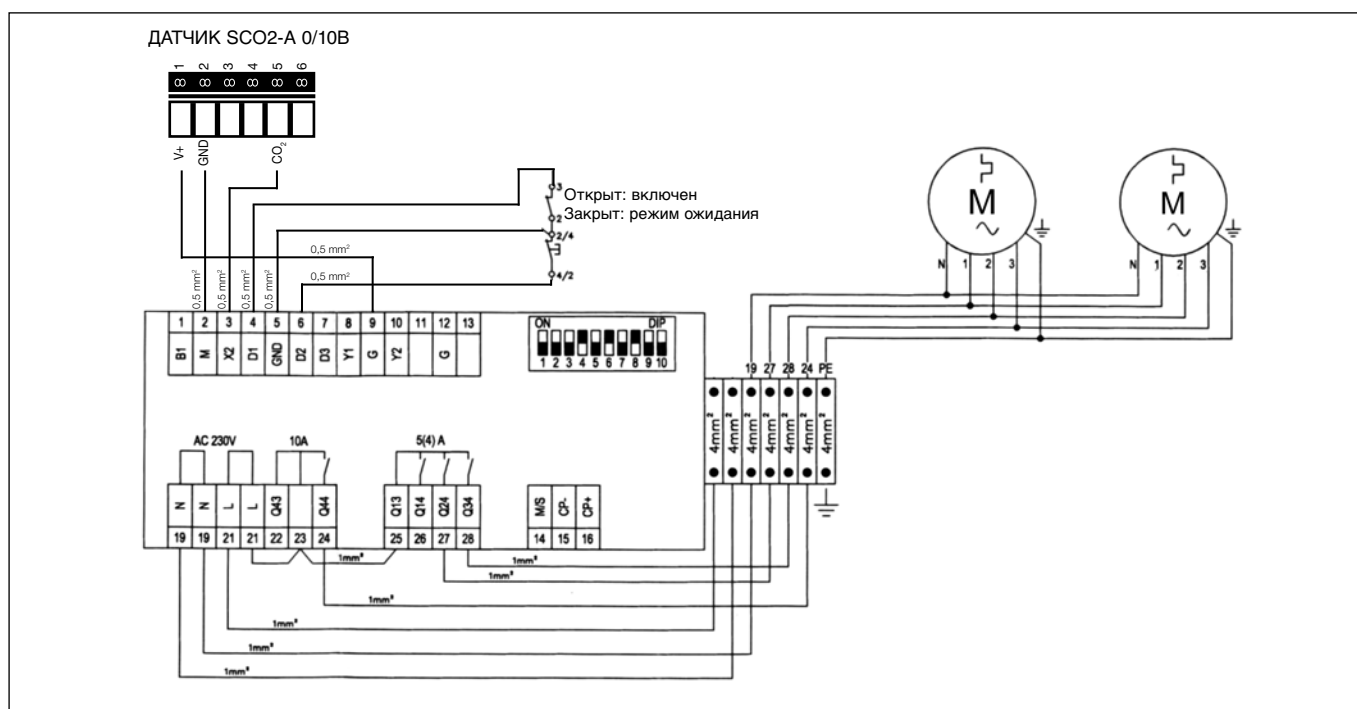 ДАТЧИК SCO2-A 0/10В
1 2 3 4 5 6
V+ GND CO₂
3
Открыт: включен
2
Закрыт: режим ожидания
2/4
4/2
0,5 mm²
0,5 mm²
0,5 mm² 0,5 mm² 0,5 mm² 0,5 mm²
M
M
N 1 2 3
N 1 2 3
1 2 3 4 5 6 7 8 9 10 11 12 13
B1 M X2 D1 GND D2 D3 Y1 G Y2 G
ON DIP
1 2 3 4 5 6 7 8 9 10
19 27 28 24 PE
4mm² 4mm² 4mm² 4mm² 4mm² 4mm² 4mm²
AC 230V 10A 5(4) A
N N L L Q43 Q44 Q13 Q14 Q24 Q34 M/S CP- CP+
19 19 21 21 22 23 24 25 26 27 28 14 15 16
1mm²
1mm²
1mm²
1mm²
1mm²
1mm²
1mm²